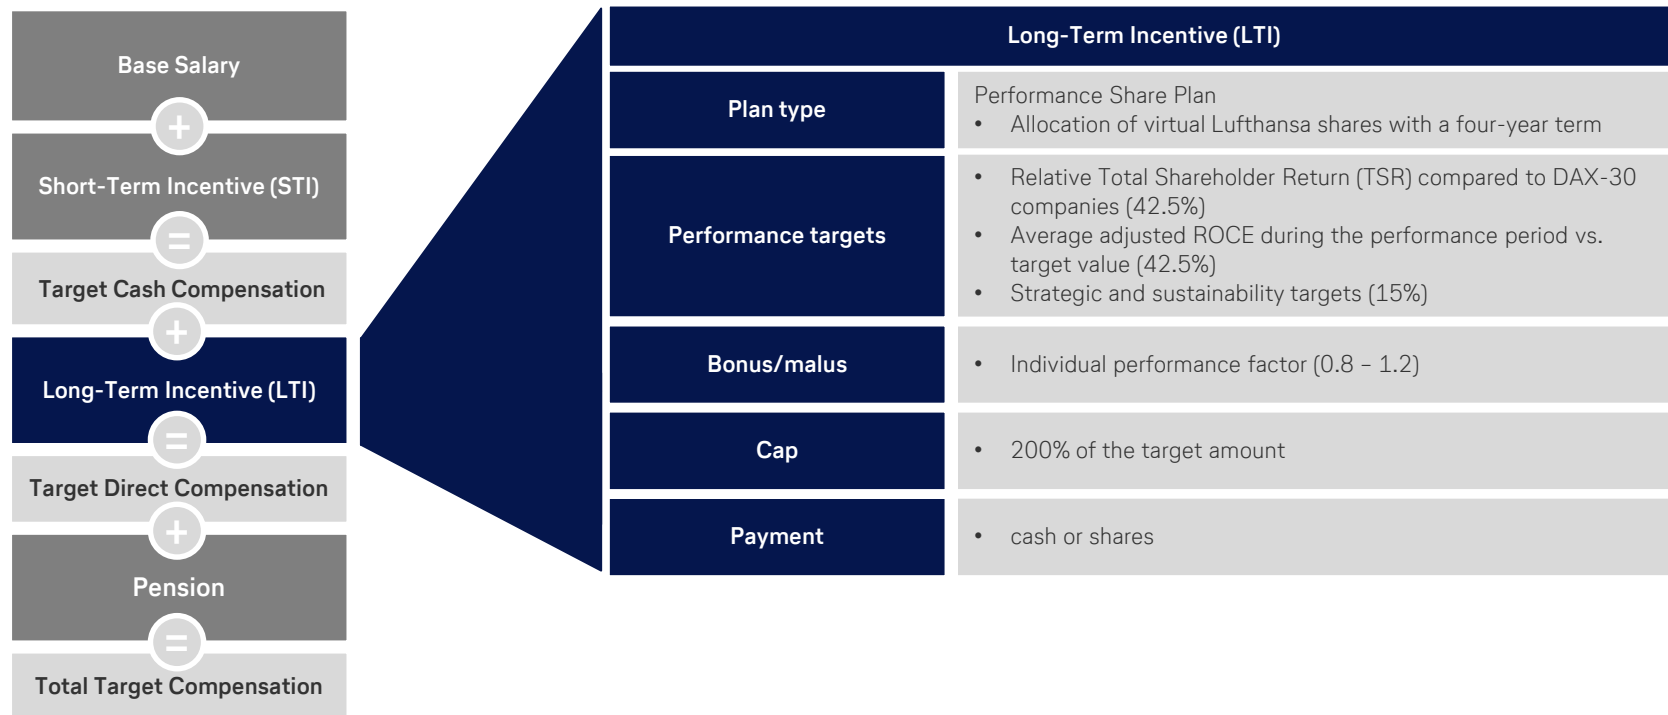 Base Salary
+
Short-Term Incentive (STI)
=
Target Cash Compensation
+
Long-Term Incentive (LTI)
=
Target Direct Compensation
+
Pension
=
Total Target Compensation
Long-Term Incentive (LTI)
Plan type
Performance Share Plan
• Allocation of virtual Lufthansa shares with a four-year term
Performance targets
• Relative Total Shareholder Return (TSR) compared to DAX-30
companies (42.5%)
• Average adjusted ROCE during the performance period vs.
target value (42.5%)
• Strategic and sustainability targets (15%)
Bonus/malus
• Individual performance factor (0.8 – 1.2)
Cap
• 200% of the target amount
Payment
• cash or shares